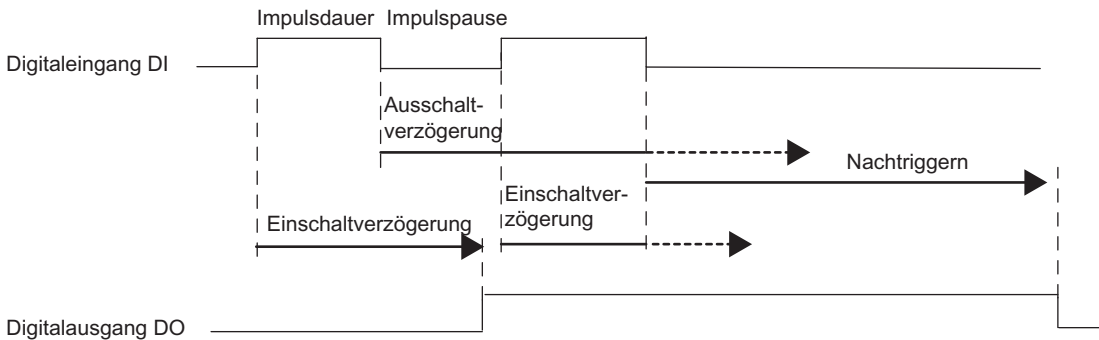 Impulsdauer Impulspause
Digitaleingang DI
Ausschalt-
verzögerung
Nachtriggern
Einschaltver-
zögerung
Einschaltverzögerung
Digitalausgang DO